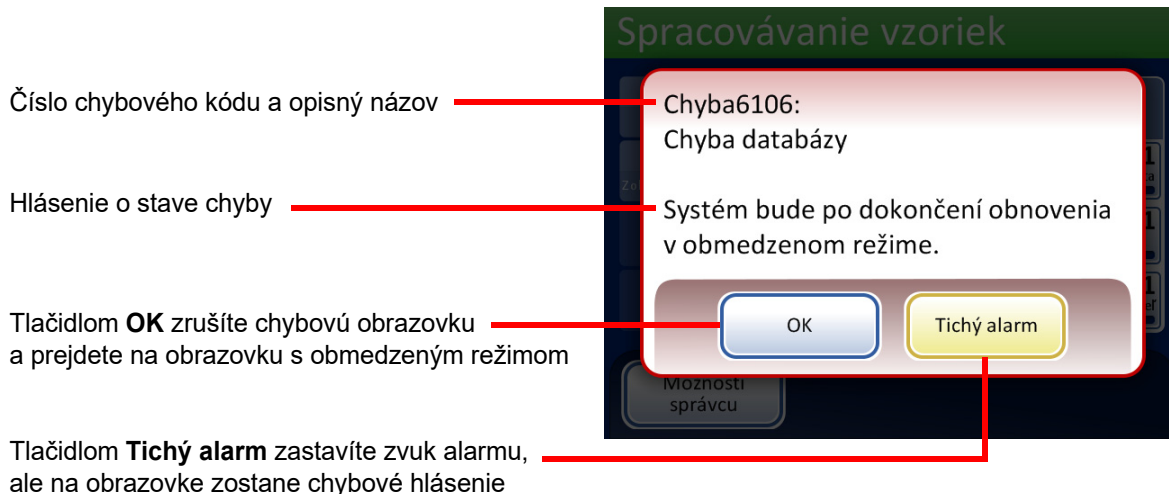 Spracovávanie vzoriek
Číslo chybového kódu a opisný názov
Chyba6106:
Chyba databázy
Hlásenie o stave chyby
Systém bude po dokončení obnovenia
v obmedzenom režime.
Tlačidlom OK zrušíte chybovú obrazovku
a prejdete na obrazovku s obmedzeným režimom
OK
Tichý alarm
Možnosti
správcu
Tlačidlom Tichý alarm zastavíte zvuk alarmu,
ale na obrazovke zostane chybové hlásenie